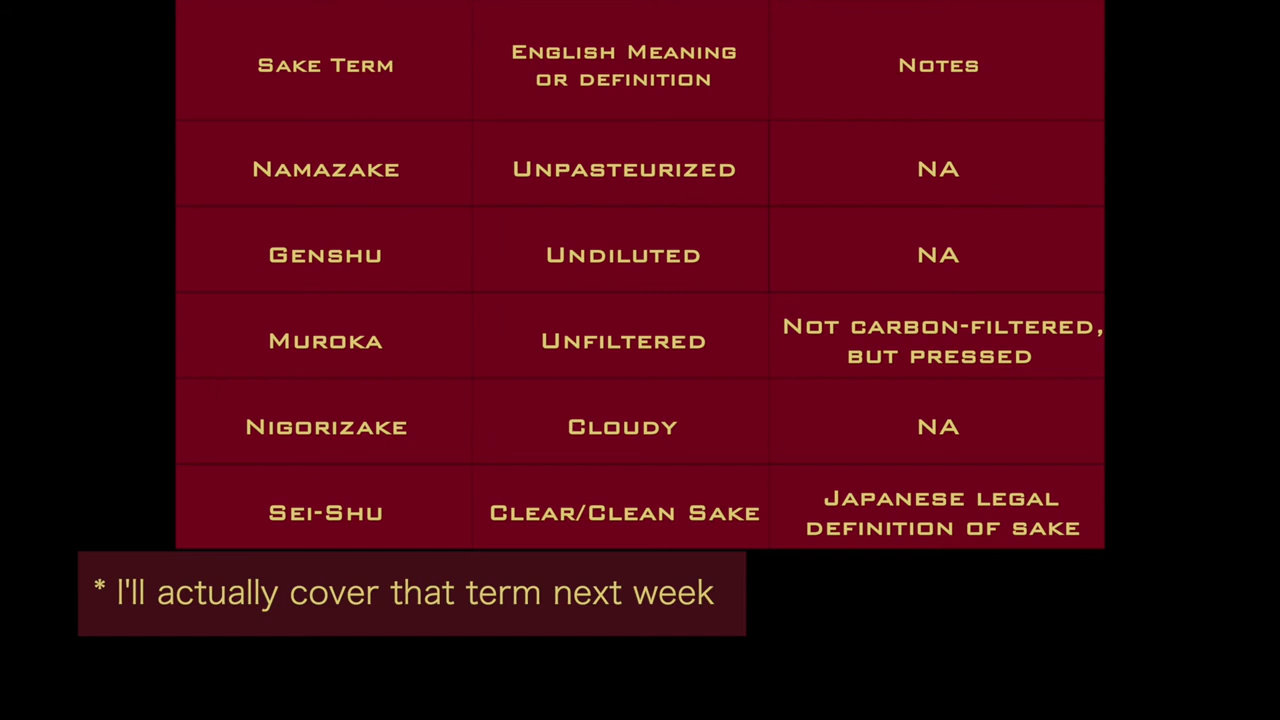 Sake Term
English Meaning
or definition
Notes
Namazake
Unpasteurized
NA
Genshu
Undiluted
NA
Muroka
Unfiltered
Not carbon-filtered,
but pressed
Nigorizake
Cloudy
NA
Sei-Shu
Clear/Clean Sake
Japanese legal
definition of sake
* I'll actually cover that term next week